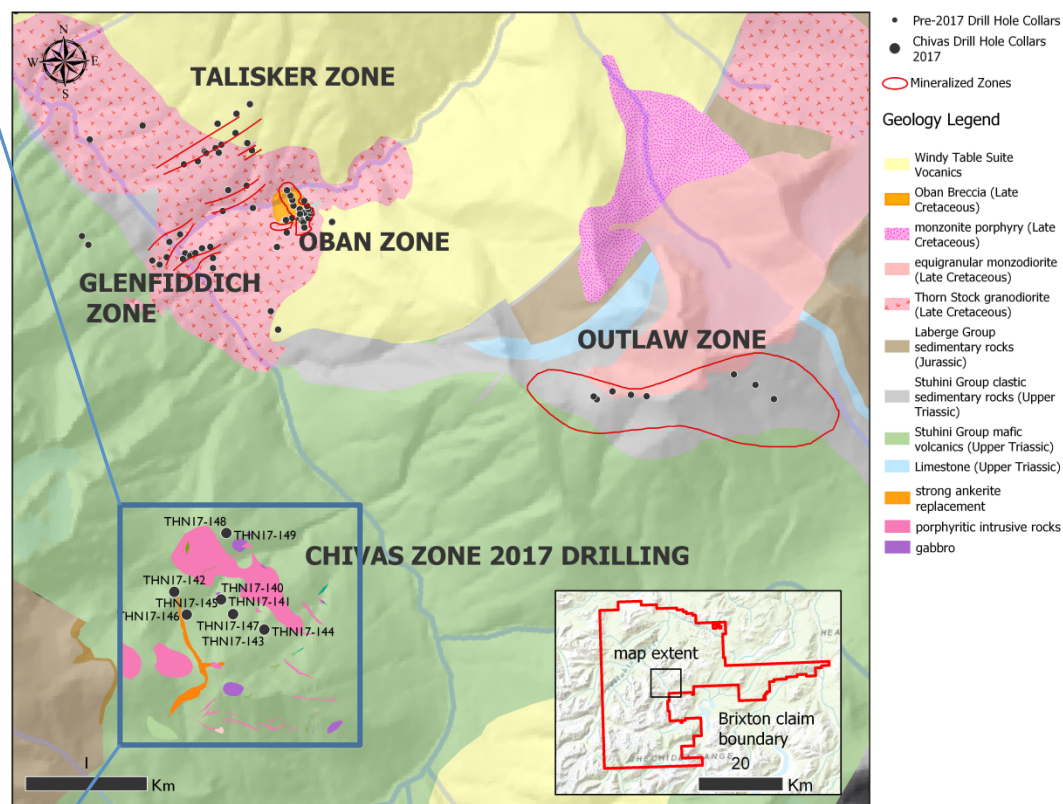 N
W E
S
TALISKER ZONE
OBAN ZONE
GLENFIDDICH
ZONE
OUTLAW ZONE
THN17-148
THN17-149
CHIVAS ZONE 2017 DRILLING
THN17-142
THN17-140
THN17-145
THN17-141
THN17-146
THN17-147
THN17-144
THN17-143
1
Km
map extent
Brixton claim
boundary
20
Km
Pre-2017 Drill Hole Collars
Chivas Drill Hole Collars
2017
Mineralized Zones
Geology Legend
Windy Table Suite
Vocanics
Oban Breccia (Late
Cretaceous)
monzonite porphyry (Late
Cretaceous)
equigranular monzodiorite
(Late Cretaceous)
Thorn Stock granodiorite
(Late Cretaceous)
Laberge Group
sedimentary rocks
(Jurassic)
Stuhini Group clastic
sedimentary rocks (Upper
Triassic)
Stuhini Group mafic
volcanics (Upper Triassic)
Limestone (Upper Triassic)
strong ankerite
replacement
porphyritic intrusive rocks
gabbro